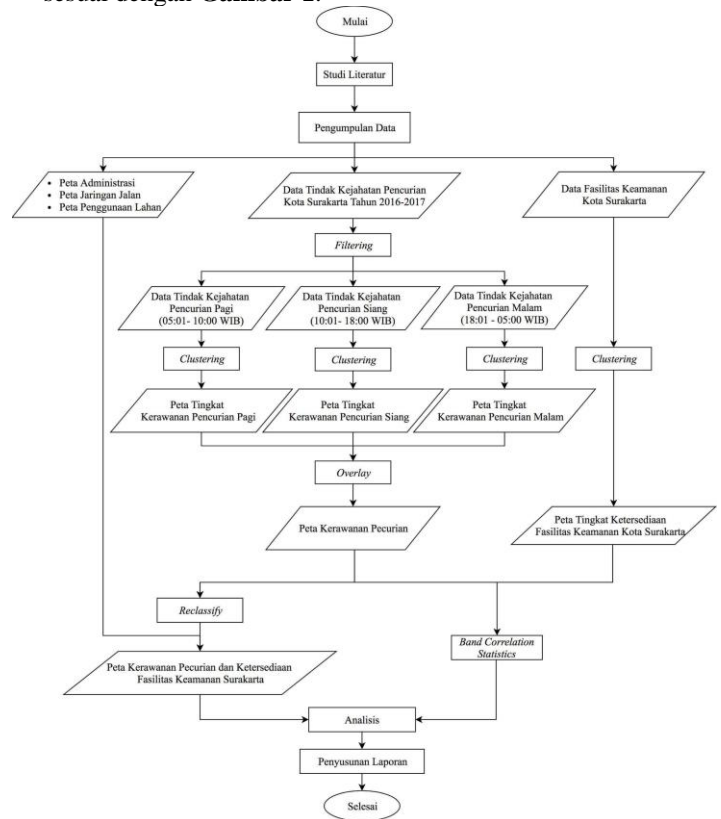 sesuai dengan Gambar 1.
Mulai
Studi Literatur
Pengumpulan Data
• Peta Administrasi
• Peta Jaringan Jalan
• Peta Penggunaan Lahan
Data Tindak Kejahatan Pencurian
Kota Surakarta Tahun 2016-2017
Data Fasilitas Keamanan
Kota Surakarta
Filtering
Data Tindak Kejahatan
Pencurian Pagi
(05:01- 10:00 WIB)
Data Tindak Kejahatan
Pencurian Siang
(10:01- 18:00 WIB)
Data Tindak Kejahatan
Pencurian Malam
(18:01 - 05:00 WIB)
Clustering
Clustering
Clustering
Clustering
Peta Tingkat
Kerawanan Pencurian Pagi
Peta Tingkat
Kerawanan Pencurian Siang
Peta Tingkat
Kerawanan Pencurian Malam
Overlay
Peta Kerawanan Pecurian
Peta Tingkat Ketersediaan
Fasilitas Keamanan Kota Surakarta
Reclassify
Band Correlation
Statistics
Peta Kerawanan Pecurian dan Ketersediaan
Fasilitas Keamanan Surakarta
Analisis
Penyusunan Laporan
Selesai